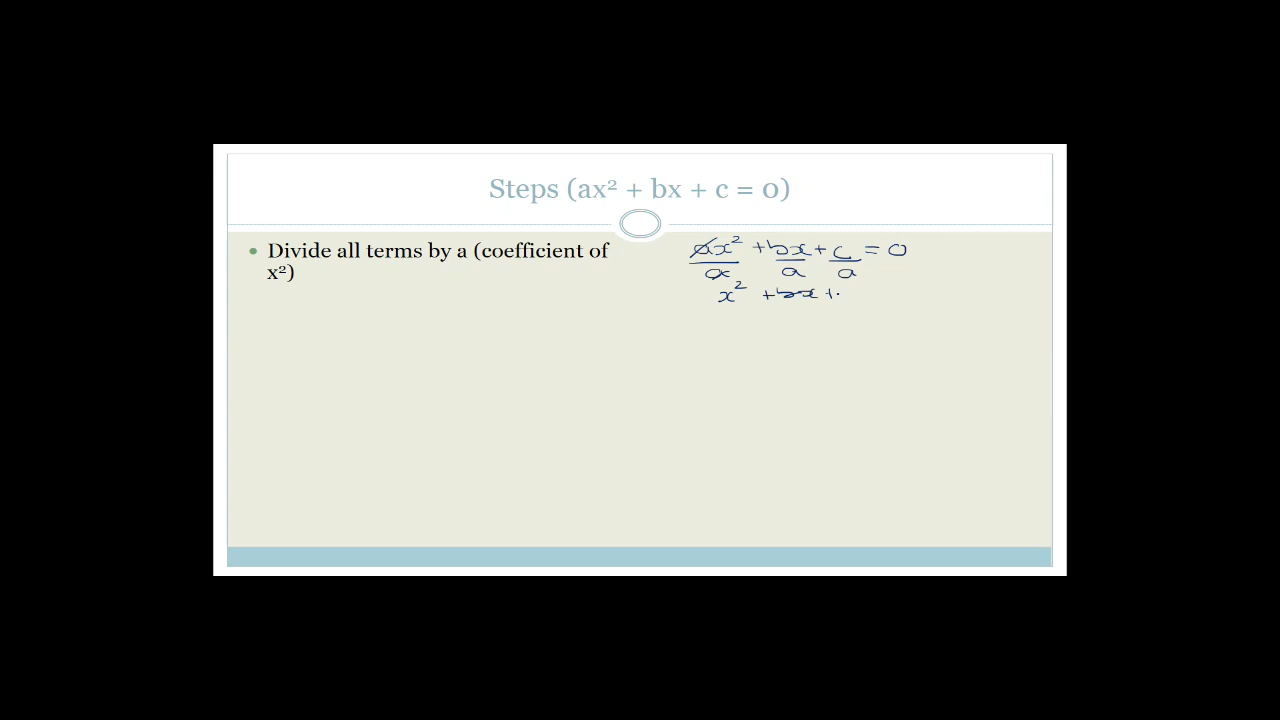 Steps (ax² + bx + c = 0)
• Divide all terms by a (coefficient of
x²)
ax² + bx + c = 0
a a a
x² + bx +